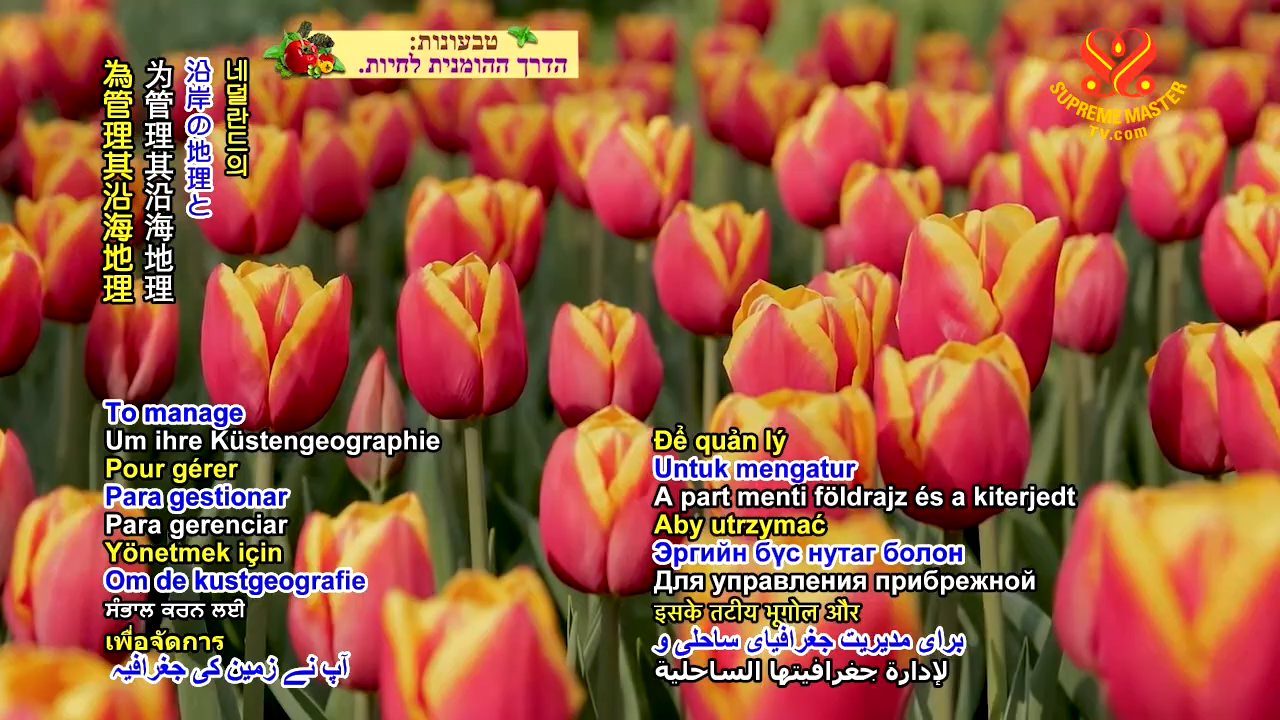 טבעונות:
הדרך ההומנית לחיות.
SUPREME MASTER
TV.com
네덜란드의
沿岸の地理と
为管理其沿海地理
為管理其沿海地理
To manage
Um ihre Küstengeographie
Pour gérer
Para gestionar
Para gerenciar
Yönetmek için
Om de kustgeografie
ਸੰਭਾਲ ਕਰਨ ਲਈ
เพื่อจัดการ
آپ نے زمین کی جغرافیہ
Để quản lý
Untuk mengatur
A part menti földrajz és a kiterjedt
Aby utrzymać
Эргийн бүс нутаг болон
Для управления прибрежной
इसके तटीय भूगोल और
برای مدیریت جغرافیای ساحلی و
لإدارة جغرافيتها الساحلية